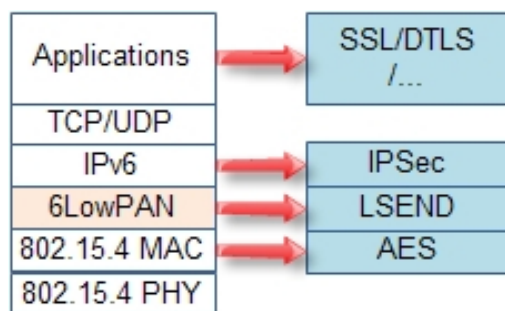 Applications
SSL/DTLS
/...
TCP/UDP
IPv6
IPSec
6LowPAN
LSEND
802.15.4 MAC
AES
802.15.4 PHY